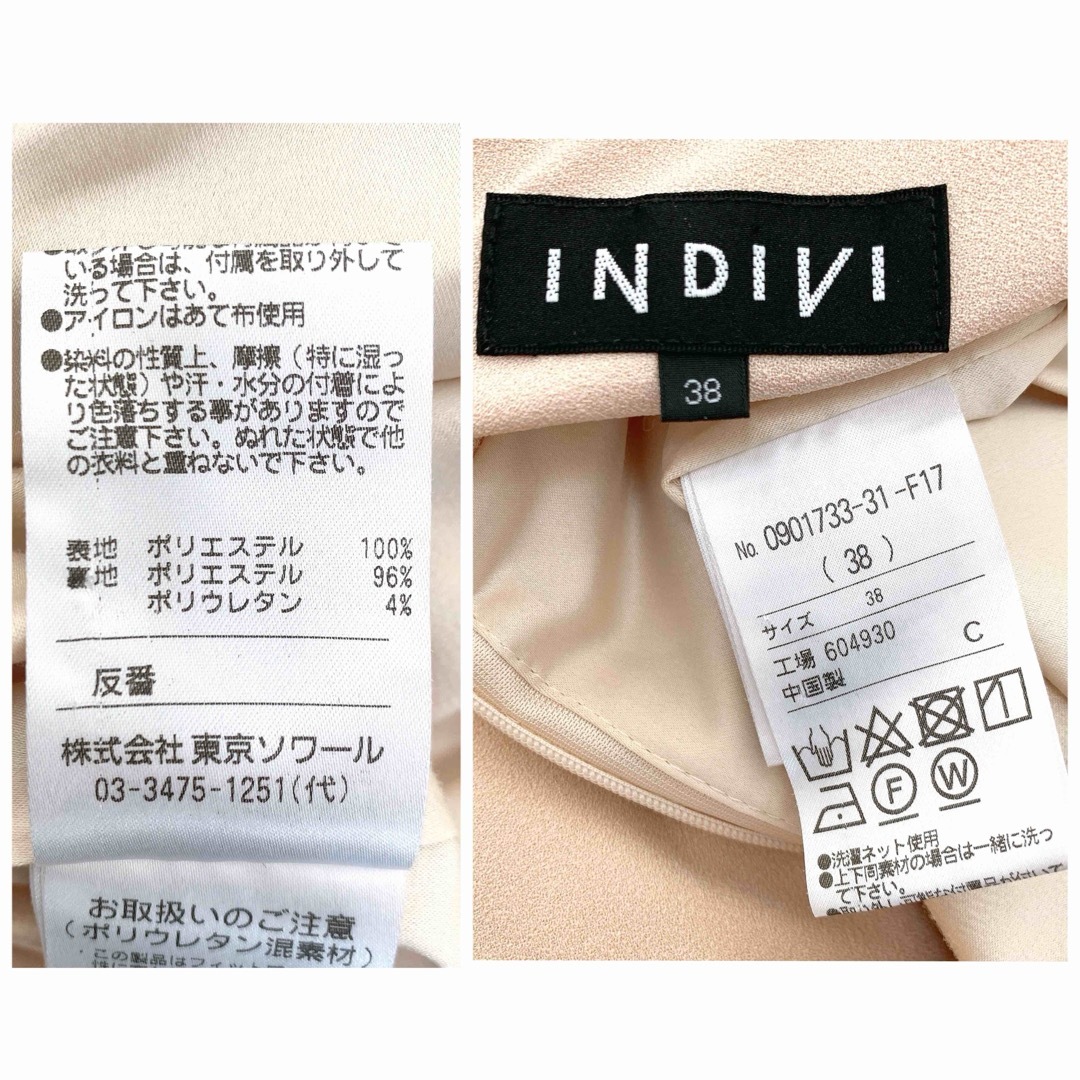 いる場合は、付属を取り外して
洗って下さい。
●アイロンはあて布使用
●染料の性質上、摩擦(特に湿っ
た状態)や汗・水分の付着によ
り色落ちする事がありますので
ご注意下さい。ぬれた状態で他
の衣料と重ねないで下さい。
表地 ポリエステル 100%
裏地 ポリエステル 96%
ポリウレタン 4%
反番
株式会社 東京ソワール
03-3475-1251(代)
お取扱いのご注意
(ポリウレタン混素材)
INDIVI
38
No. 0901733-31-F17
(38)
サイズ 38
工場 604930 C
中国製
F W
●洗濯ネット使用
●上下同素材の場合は一緒に洗っ
て下さい。